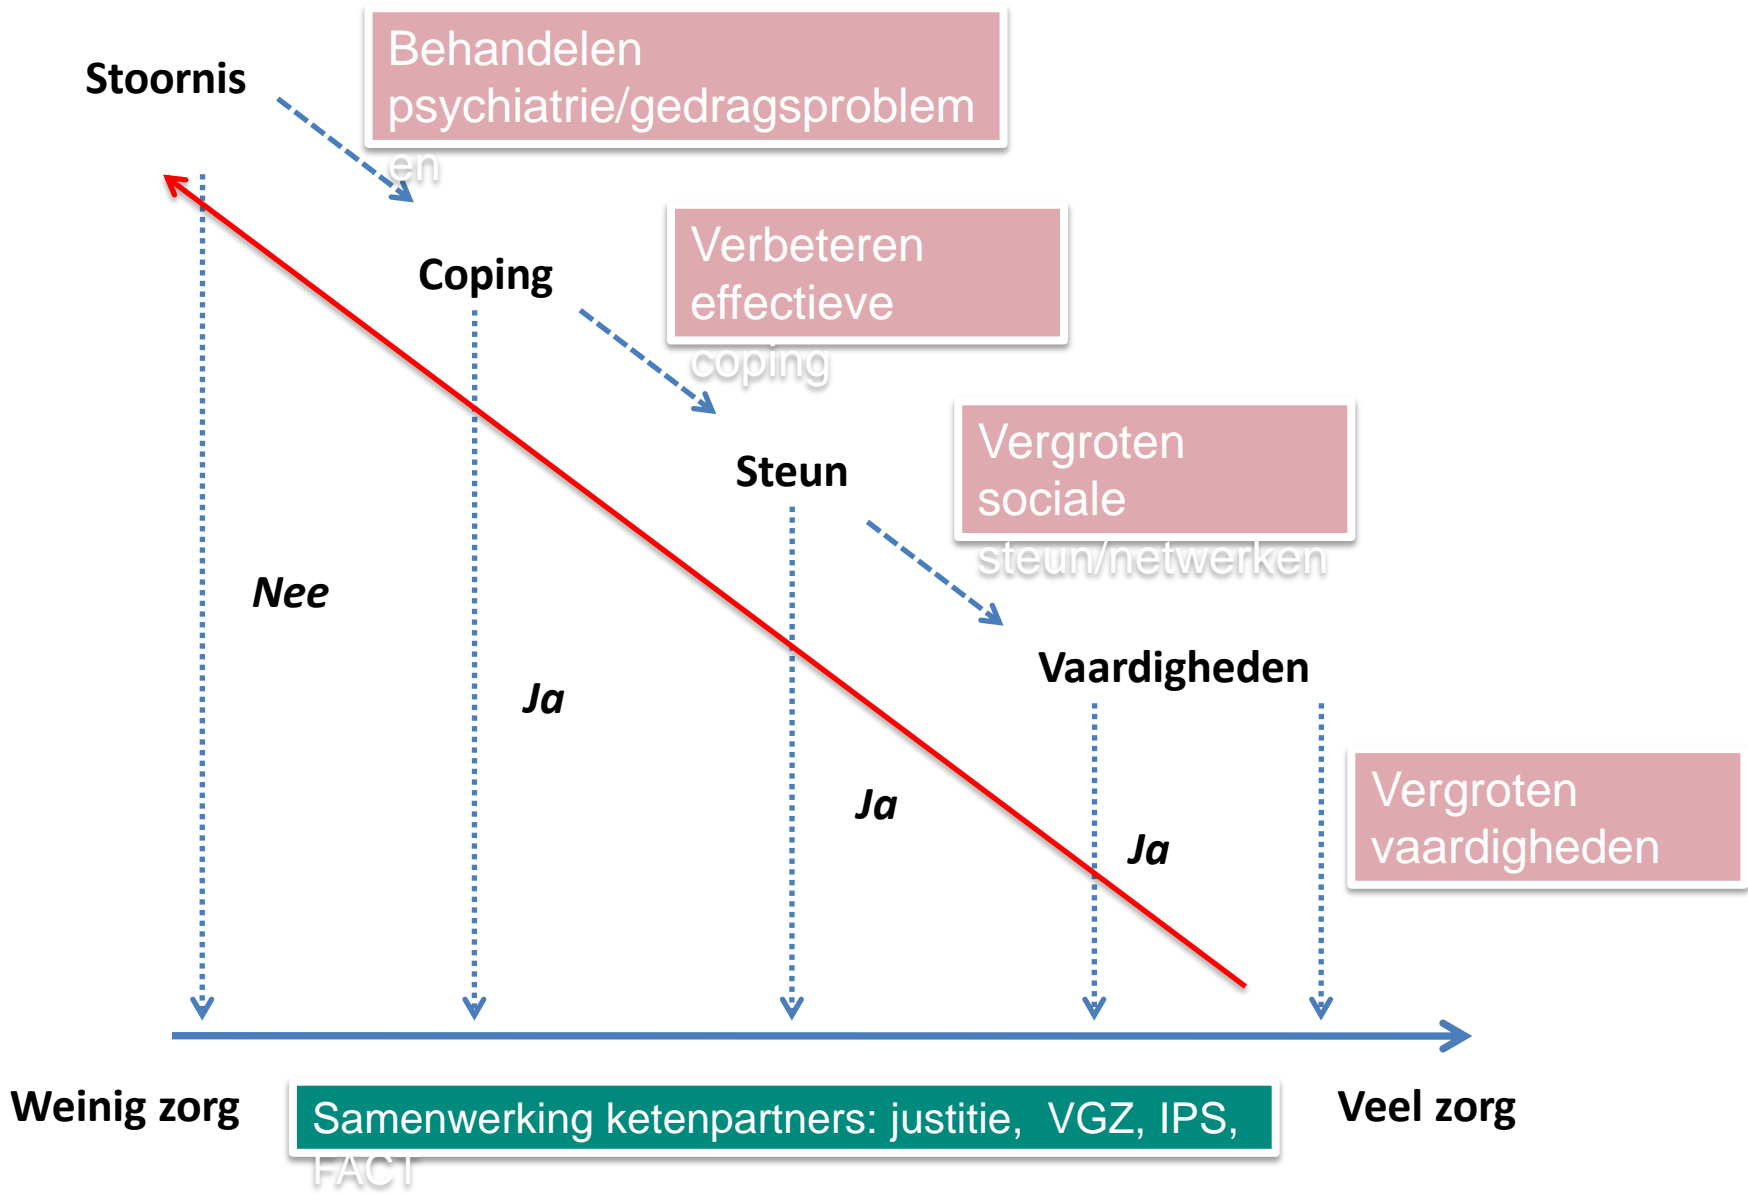 Behandelen
psychiatrie/gedragsproblem
en
Stoornis
Verbeteren
effectieve
coping
Coping
Vergroten
sociale
steun/netwerken
Steun
Nee
Vaardigheden
Ja
Vergroten
vaardigheden
Ja
Ja
Weinig zorg
Samenwerking ketenpartners: justitie, VGZ, IPS,
FACT
Veel zorg